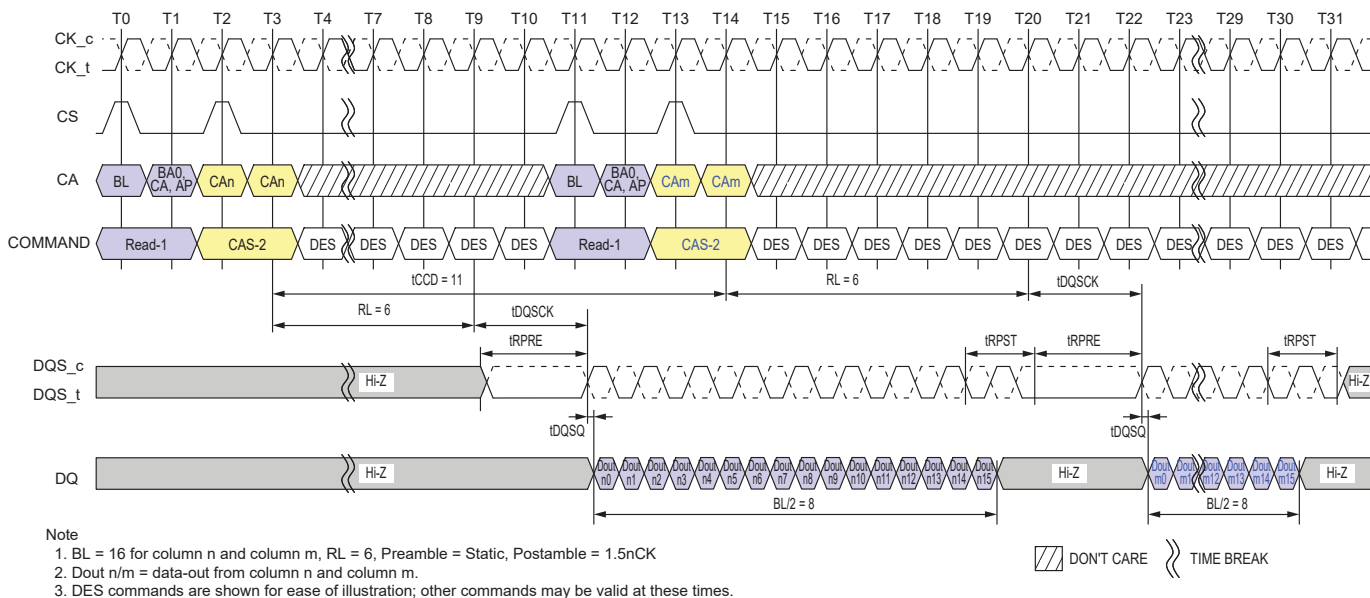 T0 T1 T2 T3 T4 T7 T8 T9 T10 T11 T12 T13 T14 T15 T16 T17 T18 T19 T20 T21 T22 T23 T29 T30 T31
CK_c
CK_t
CS
CA BL BA0, CA, AP CAn CAn BL BA0, CA, AP CAm CAm
COMMAND Read-1 CAS-2 DES DES DES DES DES Read-1 CAS-2 DES DES DES DES DES DES DES DES DES DES DES DES
tCCD = 11 RL = 6 tDQSCK
RL = 6 tDQSCK
tRPRE tRPST tRPRE tRPST
DQS_c
DQS_t
Hi-Z Hi-Z
tDQSQ tDQSQ
DQ Hi-Z Dout n0 Dout n1 Dout n2 Dout n3 Dout n4 Dout n5 Dout n6 Dout n7 Dout n8 Dout n9 Dout n10 Dout n11 Dout n12 Dout n13 Dout n14 Dout n15 Hi-Z Dout m0 Dout m1 Dout m12 Dout m13 Dout m14 Dout m15 Hi-Z
BL/2 = 8 BL/2 = 8
Note
1. BL = 16 for column n and column m, RL = 6, Preamble = Static, Postamble = 1.5nCK
2. Dout n/m = data-out from column n and column m.
3. DES commands are shown for ease of illustration; other commands may be valid at these times.
DON'T CARE TIME BREAK